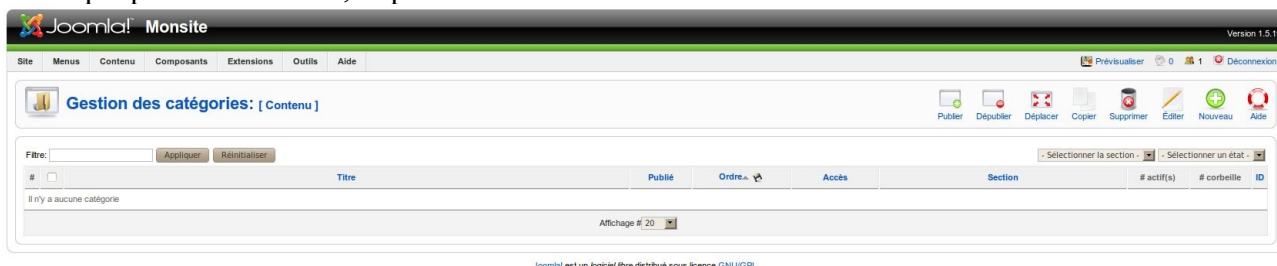 Joomla! Monsite
Version 1.5.1
Site Menus Contenu Composants Extensions Outils Aide Prévisualiser 0 1 Déconnexion
Gestion des catégories: [ Contenu ]
Publier Dépublier Déplacer Copier Supprimer Éditer Nouveau Aide
Filtre: Appliquer Réinitialiser - Sélectionner la section - - Sélectionner un état -
# Titre Publié Ordre Accès Section # actif(s) # corbeille ID
Il n'y a aucune catégorie
Affichage # 20
Joomla! est un logiciel libre distribué sous licence GNU/GPL